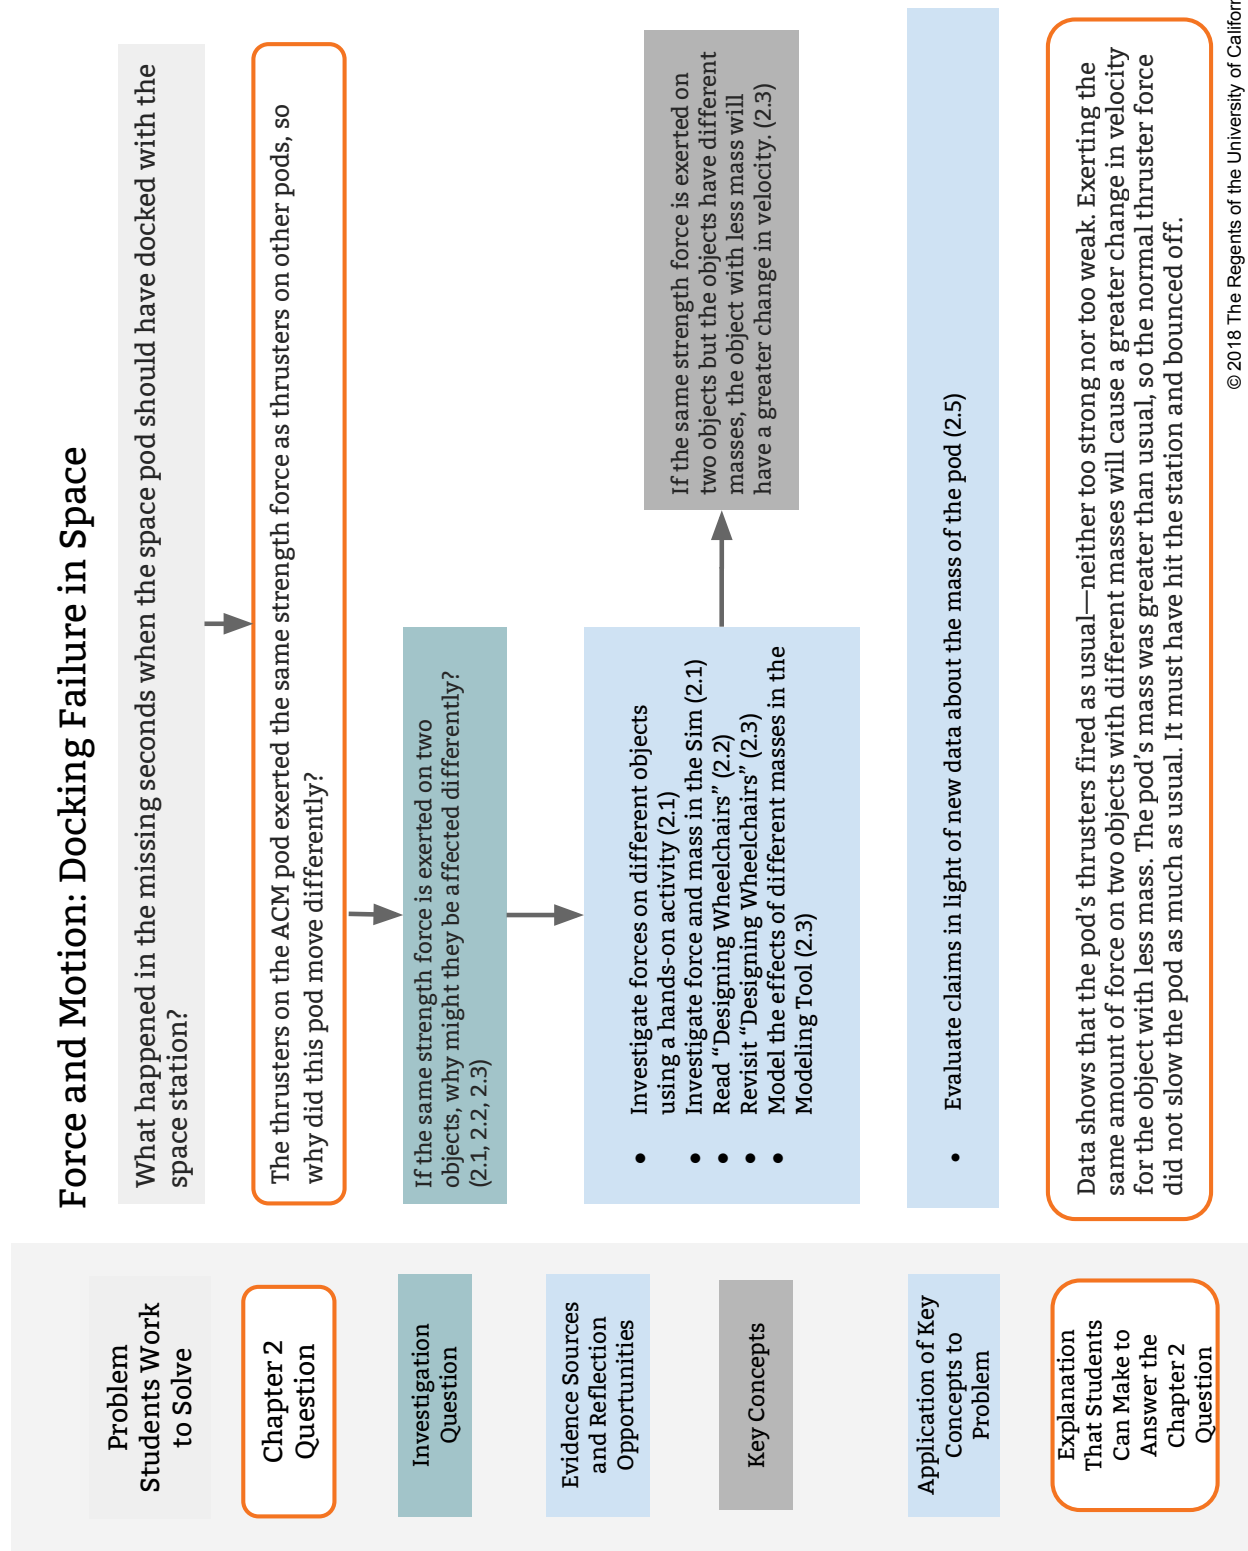 Force and Motion: Docking Failure in Space
Problem
Students Work
to Solve
What happened in the missing seconds when the space pod should have docked with the
space station?
Chapter 2
Question
The thrusters on the ACM pod exerted the same strength force as thrusters on other pods, so
why did this pod move differently?
Investigation
Question
If the same strength force is exerted on two
objects, why might they be affected differently?
(2.1, 2.2, 2.3)
Evidence Sources
and Reflection
Opportunities
• Investigate forces on different objects
using a hands-on activity (2.1)
• Investigate force and mass in the Sim (2.1)
• Read “Designing Wheelchairs” (2.2)
• Revisit “Designing Wheelchairs” (2.3)
• Model the effects of different masses in the
Modeling Tool (2.3)
Key Concepts
If the same strength force is exerted on
two objects but the objects have different
masses, the object with less mass will
have a greater change in velocity. (2.3)
Application of Key
Concepts to
Problem
• Evaluate claims in light of new data about the mass of the pod (2.5)
Explanation
That Students
Can Make to
Answer the
Chapter 2
Question
Data shows that the pod’s thrusters fired as usual—neither too strong nor too weak. Exerting the
same amount of force on two objects with different masses will cause a greater change in velocity
for the object with less mass. The pod’s mass was greater than usual, so the normal thruster force
did not slow the pod as much as usual. It must have hit the station and bounced off.
© 2018 The Regents of the University of Californ